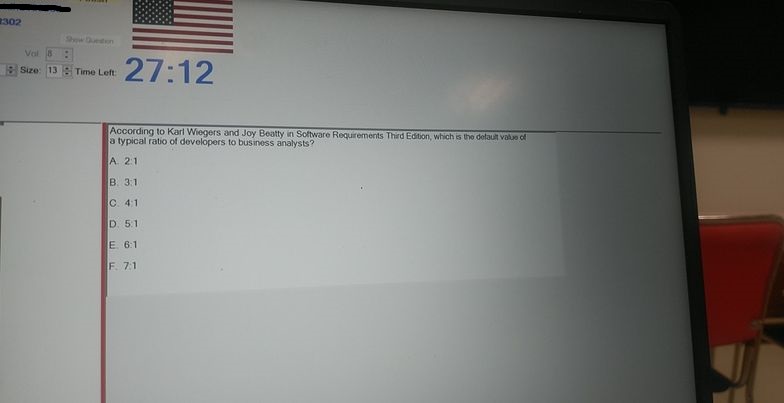 302
Show Question
Vol: 8
Size: 13 Time Left: 27:12
According to Karl Wiegers and Joy Beatty in Software Requirements Third Edition, which is the default value of
a typical ratio of developers to business analysts?
A. 2:1
B. 3:1
C. 4:1
D. 5:1
E. 6:1
F. 7:1